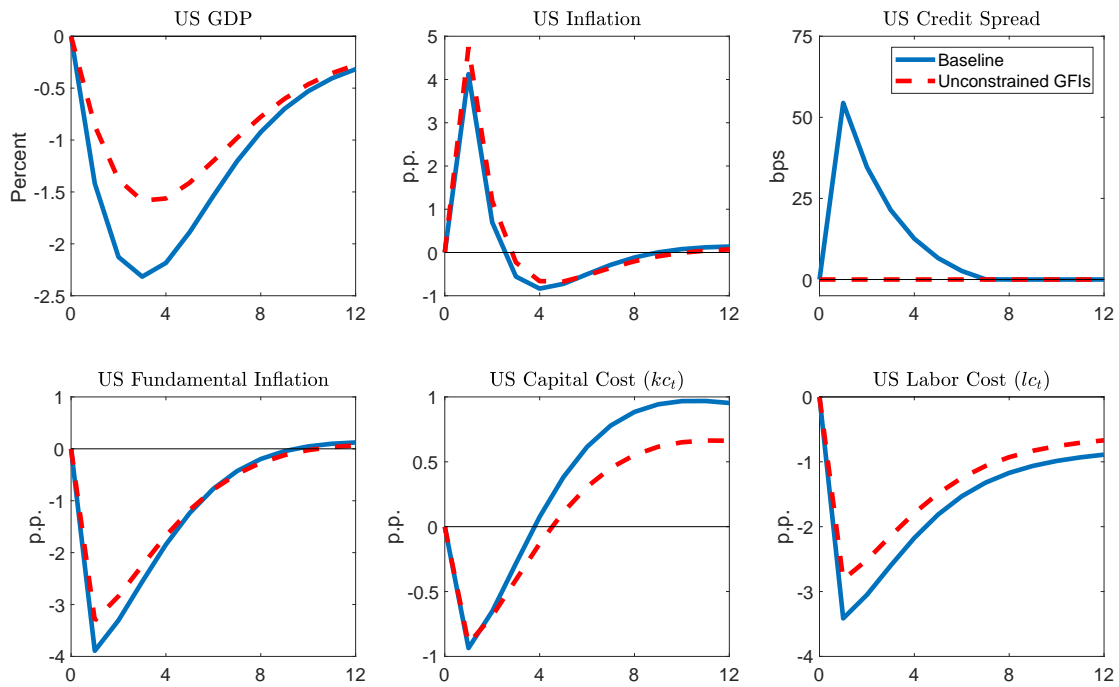 US GDP
0
-0.5
-1
-1.5
-2
-2.5
Percent
0 4 8 12
US Inflation
5
4
3
2
1
0
-1
p.p.
0 4 8 12
US Credit Spread
75
50
25
0
bps
Baseline
Unconstrained GFIs
0 4 8 12
US Fundamental Inflation
1
0
-1
-2
-3
-4
p.p.
0 4 8 12
US Capital Cost (kc_t)
1
0.5
0
-0.5
-1
p.p.
0 4 8 12
US Labor Cost (lc_t)
0
-1
-2
-3
-4
p.p.
0 4 8 12